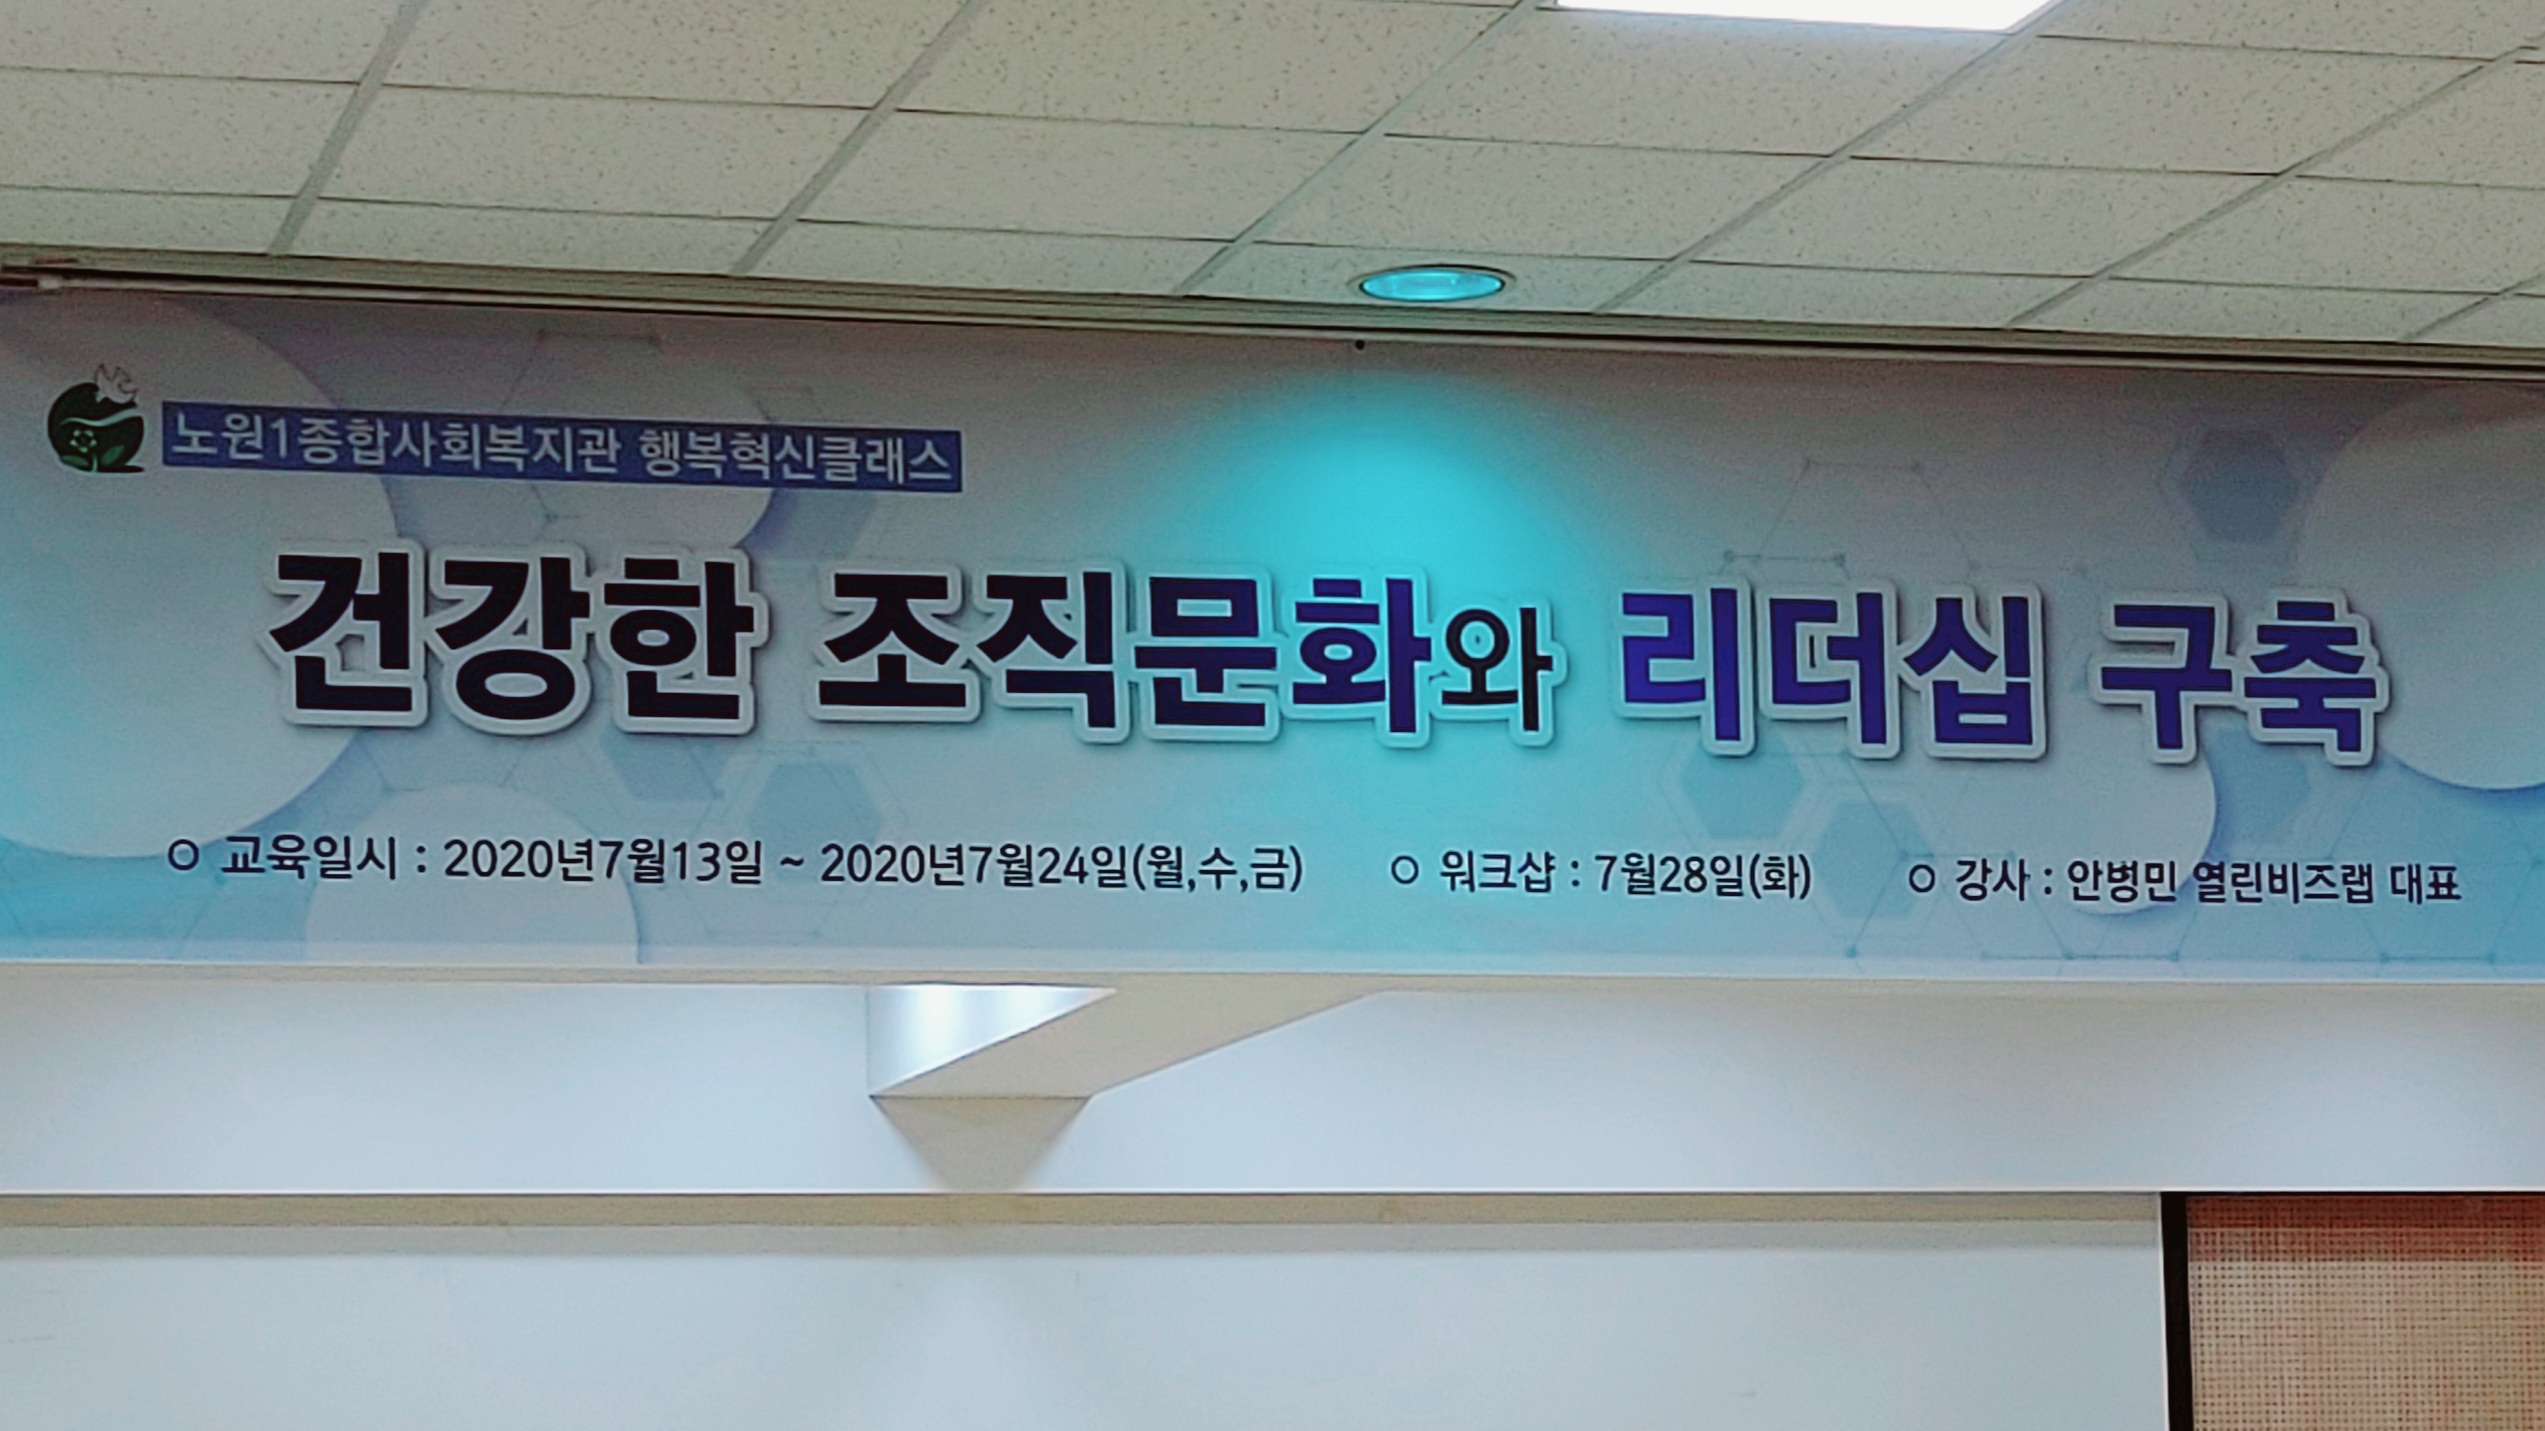 노원1종합사회복지관 행복혁신클래스
건강한 조직문화와 리더십 구축
ㅇ 교육일시 : 2020년7월13일 ~ 2020년7월24일(월,수,금) ㅇ 워크샵 : 7월28일(화) ㅇ 강사 : 안병민 열린비즈랩 대표